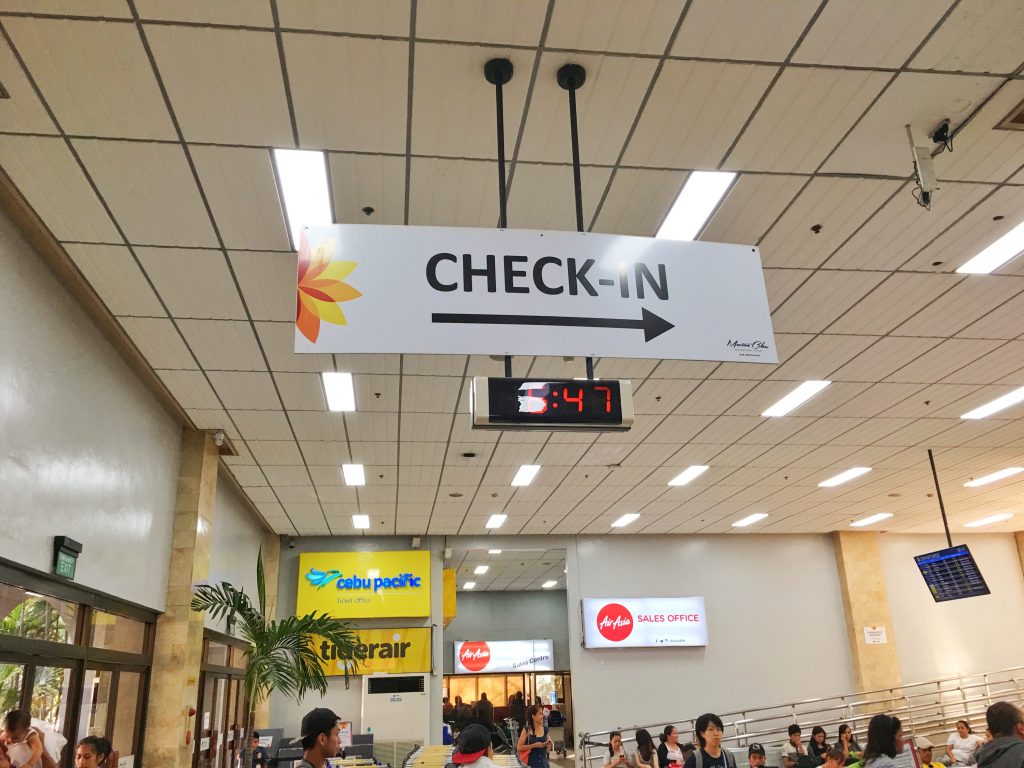 CHECK-IN
:47
EXIT
cebu pacific
Ticket Office
tigerair
AirAsia
Sales Centre
AirAsia
SALES OFFICE